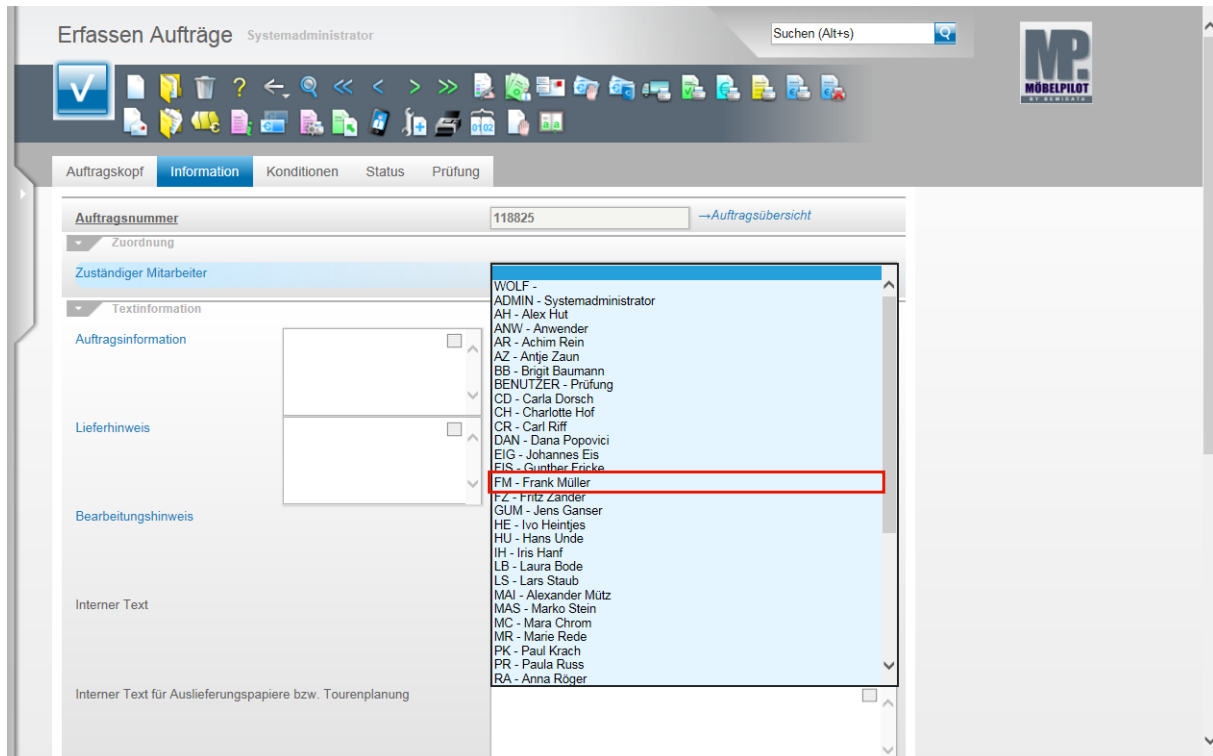 Erfassen Aufträge Systemadministrator
Suchen (Alt+s)
MP.
MÖBELPILOT
BY BEMIDATA
Auftragskopf Information Konditionen Status Prüfung
Auftragsnummer 118825 →Auftragsübersicht
Zuordnung
Zuständiger Mitarbeiter
WOLF -
ADMIN - Systemadministrator
AH - Alex Hut
ANW - Anwender
AR - Achim Rein
AZ - Antje Zaun
BB - Brigit Baumann
BENUTZER - Prüfung
CD - Carla Dorsch
CH - Charlotte Hof
CR - Carl Riff
DAN - Dana Popovici
EIG - Johannes Eis
EIS - Gunther Fricke
FM - Frank Müller
FZ - Fritz Zander
GUM - Jens Ganser
HE - Ivo Heintjes
HU - Hans Unde
IH - Iris Hanf
LB - Laura Bode
LS - Lars Staub
MAI - Alexander Mütz
MAS - Marko Stein
MC - Mara Chrom
MR - Marie Rede
PK - Paul Krach
PR - Paula Russ
RA - Anna Röger
Textinformation
Auftragsinformation
Lieferhinweis
Bearbeitungshinweis
Interner Text
Interner Text für Auslieferungspapiere bzw. Tourenplanung